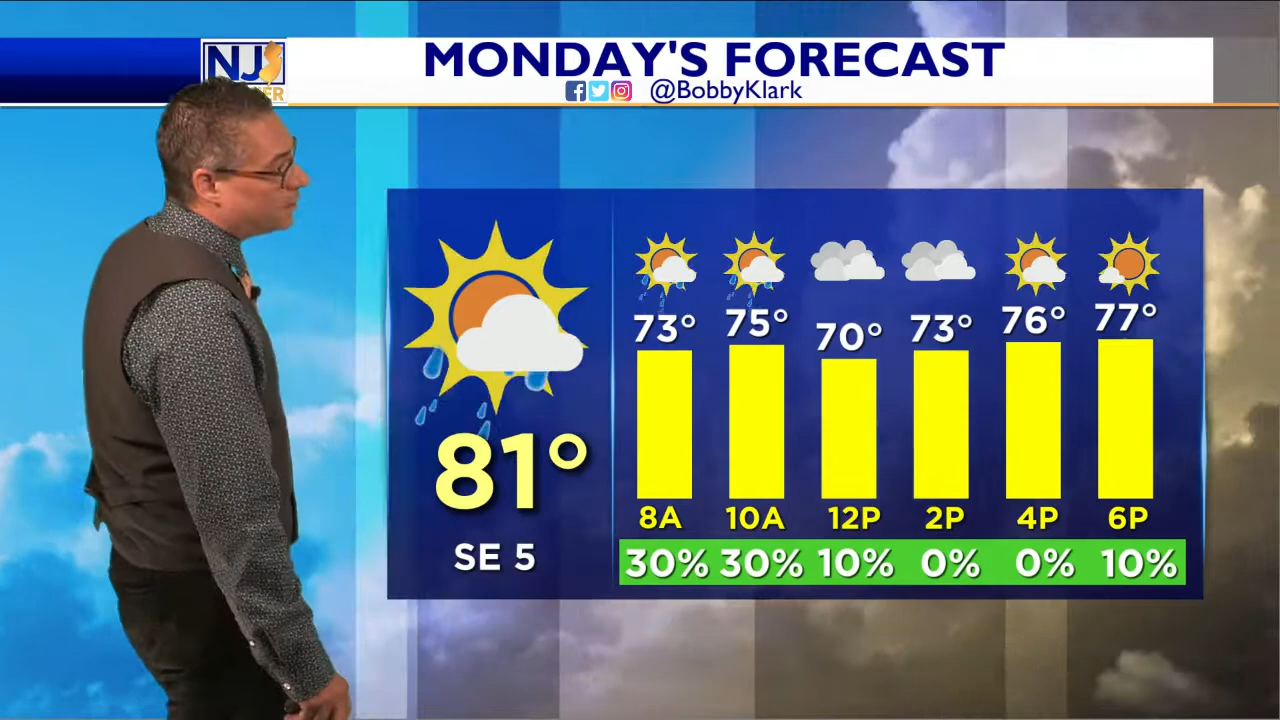 NJ
MONDAY'S FORECAST
@BobbyKlark
73° 75° 70° 73° 76° 77°
81°
SE 5
8A 10A 12P 2P 4P 6P
30% 30% 10% 0% 0% 10%